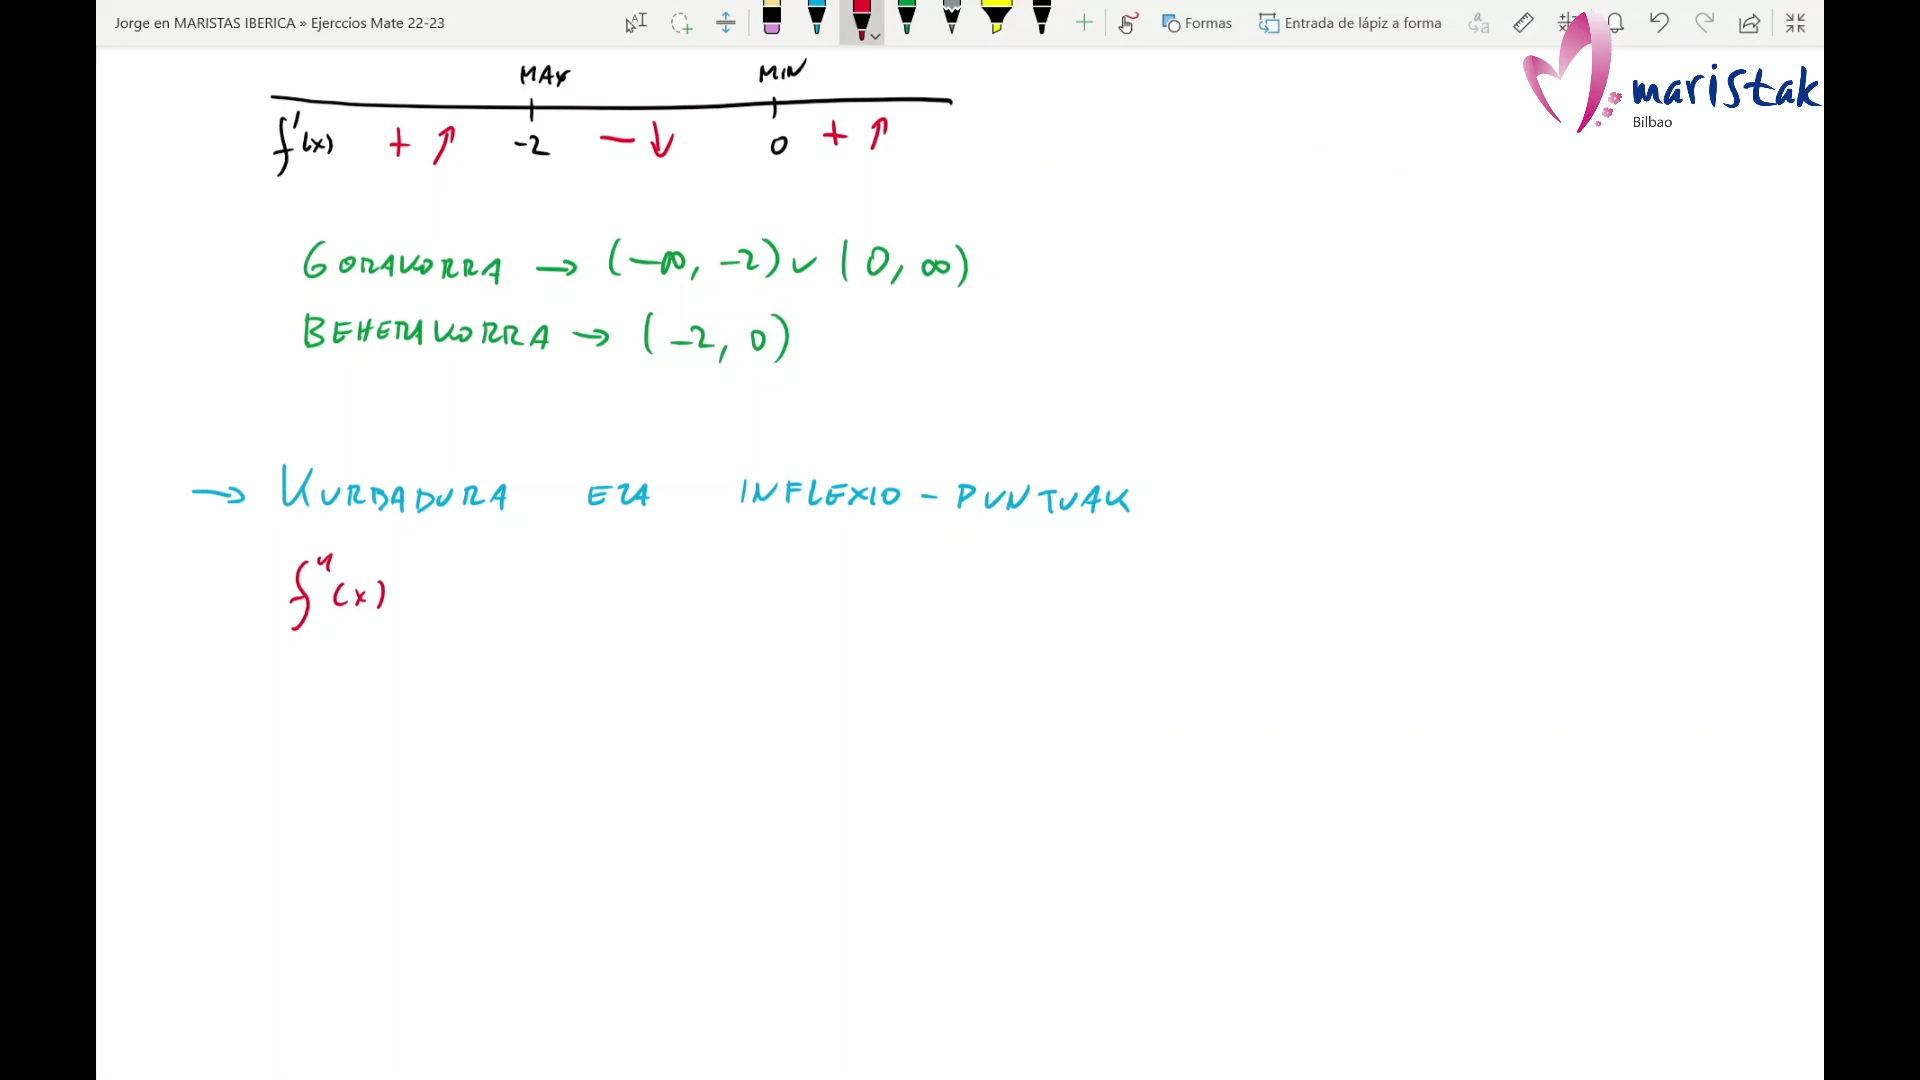 Jorge en MARISTAS IBERICA » Ejerccios Mate 22-23
Formas
Entrada de lápiz a forma
maristak
Bilbao
MAX MIN
f'(x) + ↑ -2 - ↓ 0 + ↑
GORAKORRA → (-∞, -2) ∪ (0, ∞)
BEHERAKORRA → (-2, 0)
→ KURBADURA ETA INFLEXIO - PUNTUAK
f''(x)